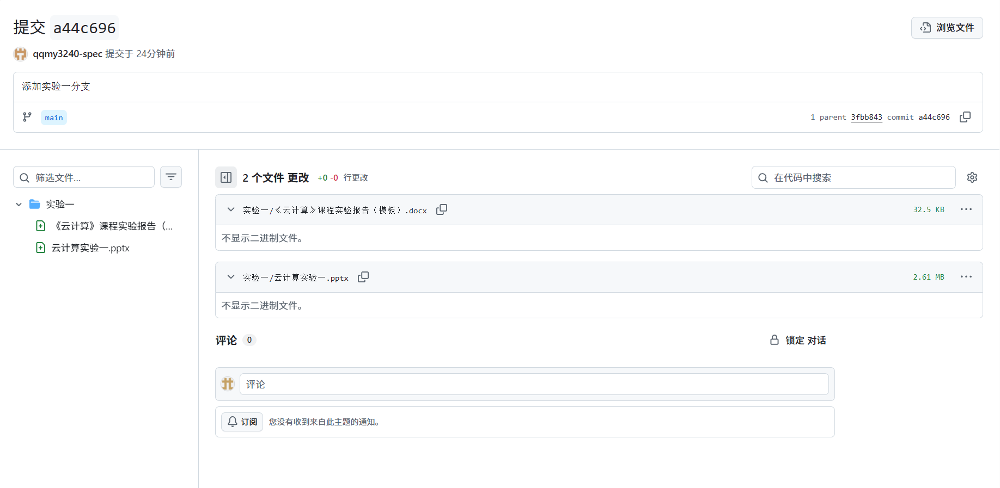 提交 a44c696
浏览文件
qqmy3240-spec 提交于 24分钟前
添加实验一分支
main
1 parent 3fbb843 commit a44c696
筛选文件...
实验一
《云计算》课程实验报告（...
云计算实验一.pptx
2 个文件 更改 +0 -0 行更改
在代码中搜索
实验一/《云计算》课程实验报告（模板）.docx
32.5 KB
不显示二进制文件。
实验一/云计算实验一.pptx
2.61 MB
不显示二进制文件。
评论 0
锁定 对话
评论
订阅 您没有收到来自此主题的通知。